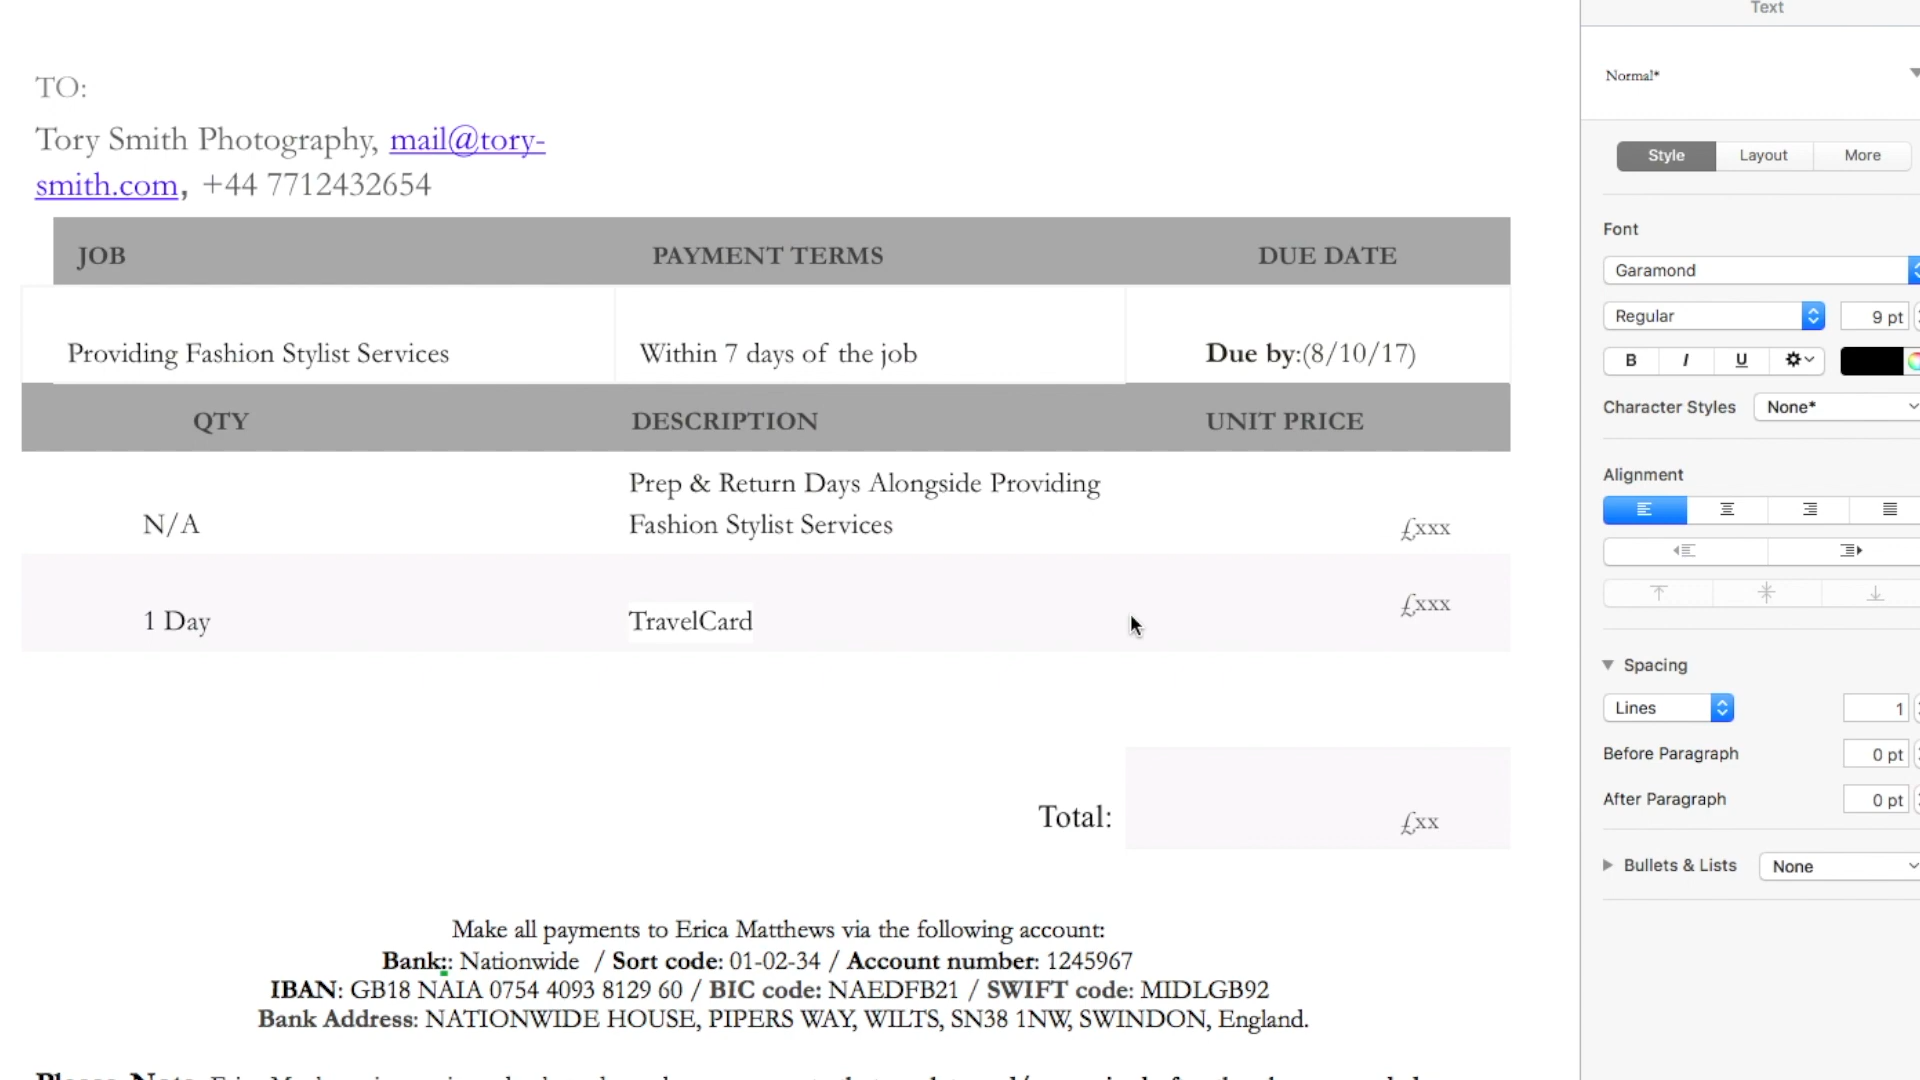 Text
TO:
Normal*
Tory Smith Photography, mail@tory-
smith.com, +44 7712432654
Style Layout More
JOB PAYMENT TERMS DUE DATE
Font
Garamond
Regular 9 pt
Providing Fashion Stylist Services Within 7 days of the job Due by:(8/10/17)
B I U
Character Styles None*
QTY DESCRIPTION UNIT PRICE
Alignment
Prep & Return Days Alongside Providing
N/A Fashion Stylist Services £xxx
1 Day TravelCard £xxx
Spacing
Lines 1
Before Paragraph 0 pt
After Paragraph 0 pt
Total: £xx
Bullets & Lists None
Make all payments to Erica Matthews via the following account:
Bank:: Nationwide / Sort code: 01-02-34 / Account number: 1245967
IBAN: GB18 NAIA 0754 4093 8129 60 / BIC code: NAEDFB21 / SWIFT code: MIDLGB92
Bank Address: NATIONWIDE HOUSE, PIPERS WAY, WILTS, SN38 1NW, SWINDON, England.
Please Note